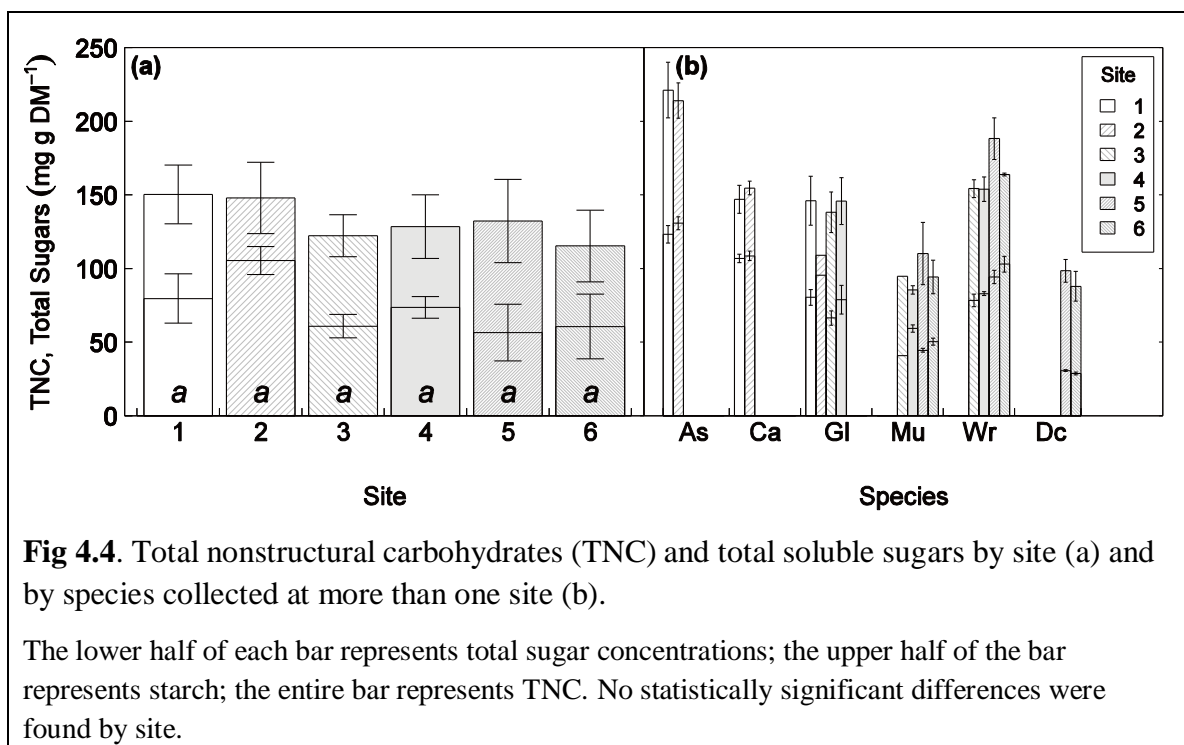 TNC, Total Sugars (mg g DM⁻¹)
250
200
150
100
50
0
(a)
a a a a a a
1 2 3 4 5 6
Site
(b)
Site
1
2
3
4
5
6
As Ca Gl Mu Wr Dc
Species
Fig 4.4. Total nonstructural carbohydrates (TNC) and total soluble sugars by site (a) and
by species collected at more than one site (b).
The lower half of each bar represents total sugar concentrations; the upper half of the bar
represents starch; the entire bar represents TNC. No statistically significant differences were
found by site.